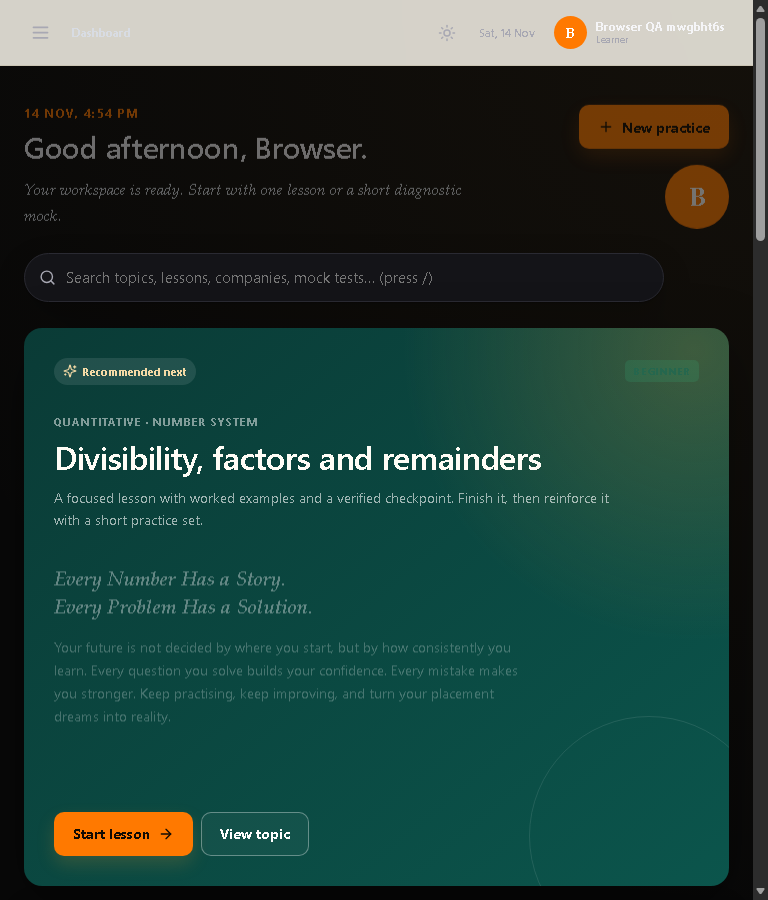 Dashboard
Sat, 14 Nov
B
Browser QA mwgbht6s
Learner
14 NOV, 4:54 PM
Good afternoon, Browser.
New practice
Your workspace is ready. Start with one lesson or a short diagnostic
mock.
B
Search topics, lessons, companies, mock tests... (press /)
Recommended next
BEGINNER
QUANTITATIVE · NUMBER SYSTEM
Divisibility, factors and remainders
A focused lesson with worked examples and a verified checkpoint. Finish it, then reinforce it
with a short practice set.
Every Number Has a Story.
Every Problem Has a Solution.
Your future is not decided by where you start, but by how consistently you
learn. Every question you solve builds your confidence. Every mistake makes
you stronger. Keep practising, keep improving, and turn your placement
dreams into reality.
Start lesson
View topic